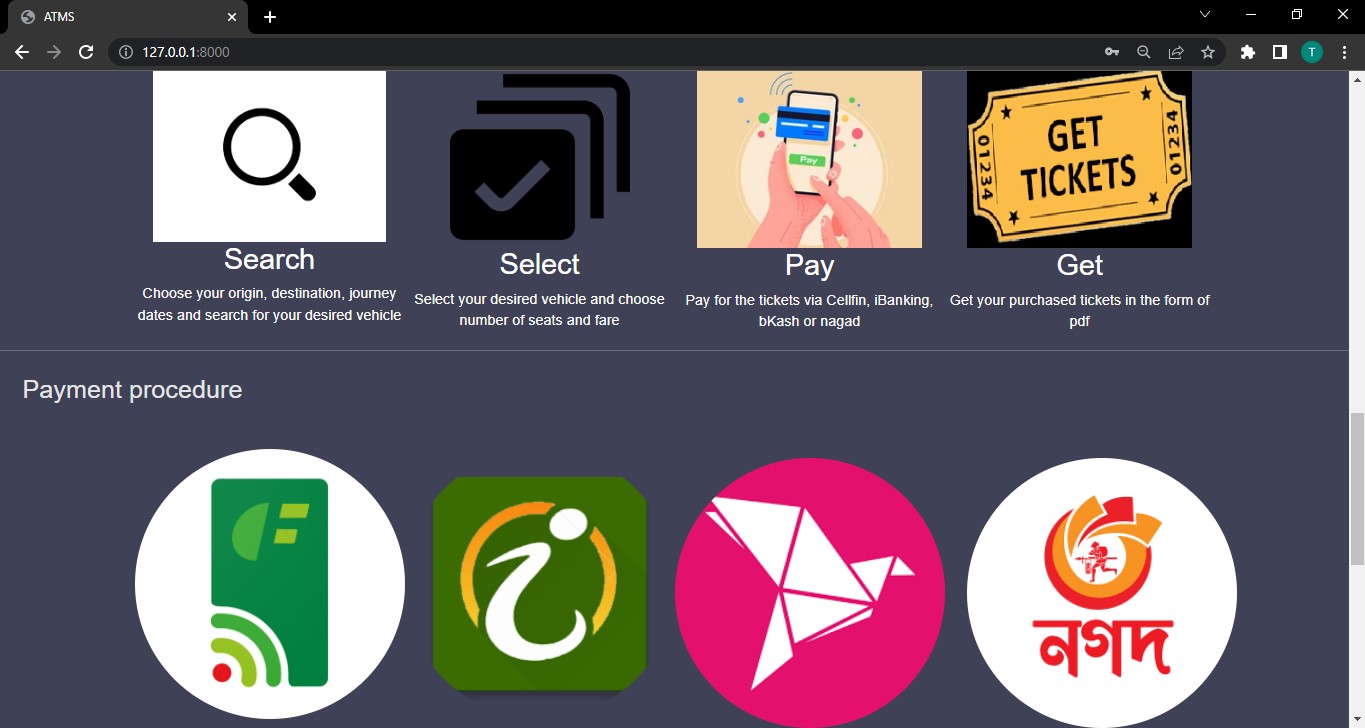 ATMS
127.0.0.1:8000
T
Pay
GET
TICKETS
01234
01234
Search
Select
Pay
Get
Choose your origin, destination, journey
dates and search for your desired vehicle
Select your desired vehicle and choose
number of seats and fare
Pay for the tickets via Cellfin, iBanking,
bKash or nagad
Get your purchased tickets in the form of
pdf
Payment procedure
CF
i
নগদ